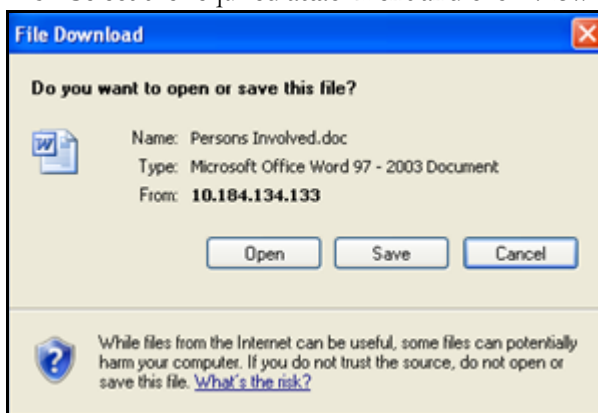 File Download
Do you want to open or save this file?
Name: Persons Involved.doc
Type: Microsoft Office Word 97 - 2003 Document
From: 10.184.134.133
Open Save Cancel
While files from the Internet can be useful, some files can potentially
harm your computer. If you do not trust the source, do not open or
save this file. What's the risk?